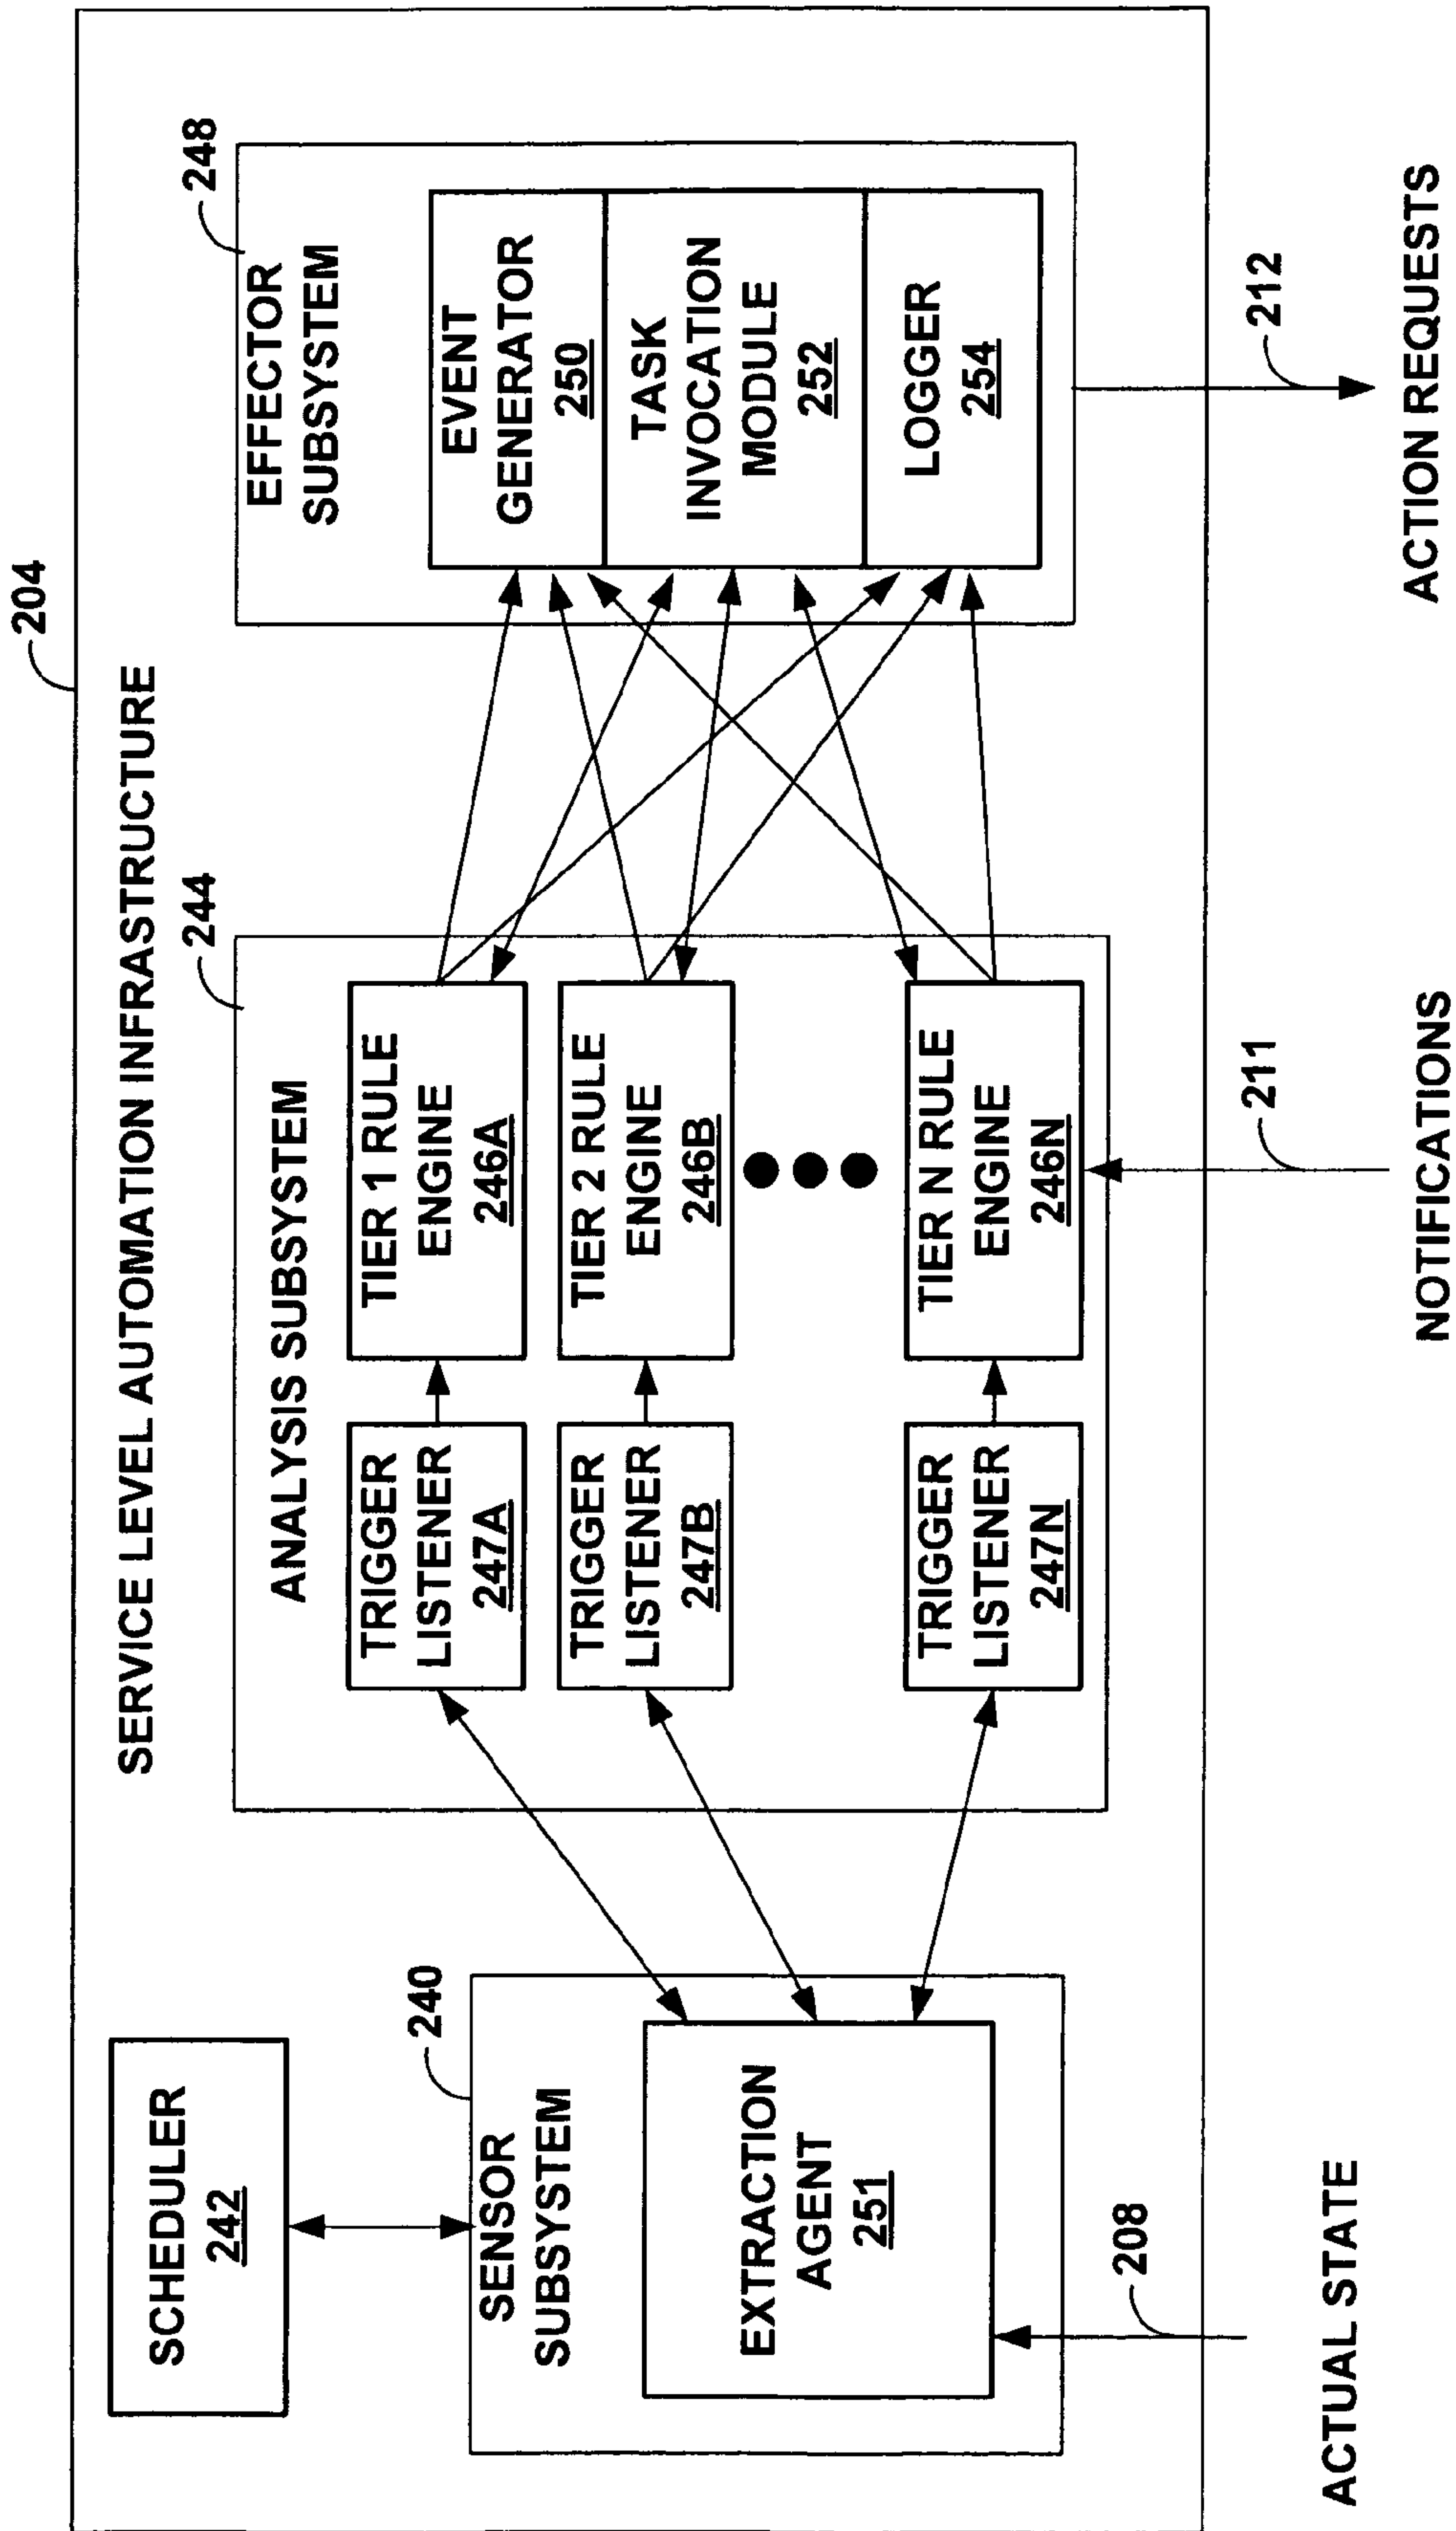 204
SERVICE LEVEL AUTOMATION INFRASTRUCTURE
SCHEDULER
242
240
SENSOR
SUBSYSTEM
EXTRACTION
AGENT
251
208
ACTUAL STATE
244
ANALYSIS SUBSYSTEM
TRIGGER
LISTENER
247A
TIER 1 RULE
ENGINE
246A
TRIGGER
LISTENER
247B
TIER 2 RULE
ENGINE
246B
TRIGGER
LISTENER
247N
TIER N RULE
ENGINE
246N
211
NOTIFICATIONS
248
EFFECTOR
SUBSYSTEM
EVENT
GENERATOR
250
TASK
INVOCATION
MODULE
252
LOGGER
254
212
ACTION REQUESTS